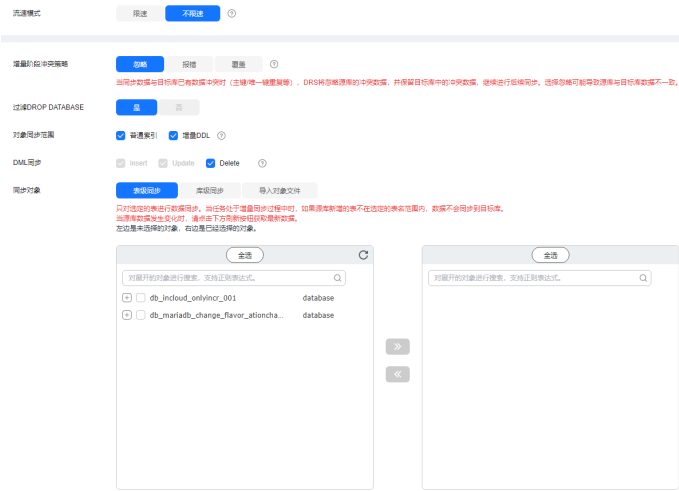 流速模式 限速 不限速
增量阶段冲突策略 忽略 报错 覆盖
当同步数据与目标库已有数据冲突时（主键/唯一键重复等），DRS将忽略源库的冲突数据，并保留目标库中的冲突数据，继续进行后续同步。选择忽略可能导致源库与目标库数据不一致。
过滤DROP DATABASE 是 否
对象同步范围 普通索引 增量DDL
DML同步 Insert Update Delete
同步对象 表级同步 库级同步 导入对象文件
只对选定的表进行数据同步。当任务处于增量同步过程中时，如果源库新增的表不在选定的表名范围内，数据不会同步到目标库。
当源库数据发生变化时，请点击下方刷新按钮获取最新数据。
左边是未选择的对象，右边是已经选择的对象。
全选 全选
对展开的对象进行搜索，支持正则表达式。 对展开的对象进行搜索，支持正则表达式。
db_incloud_onlyincr_001 database
db_mariadb_change_flavor_ationcha... database